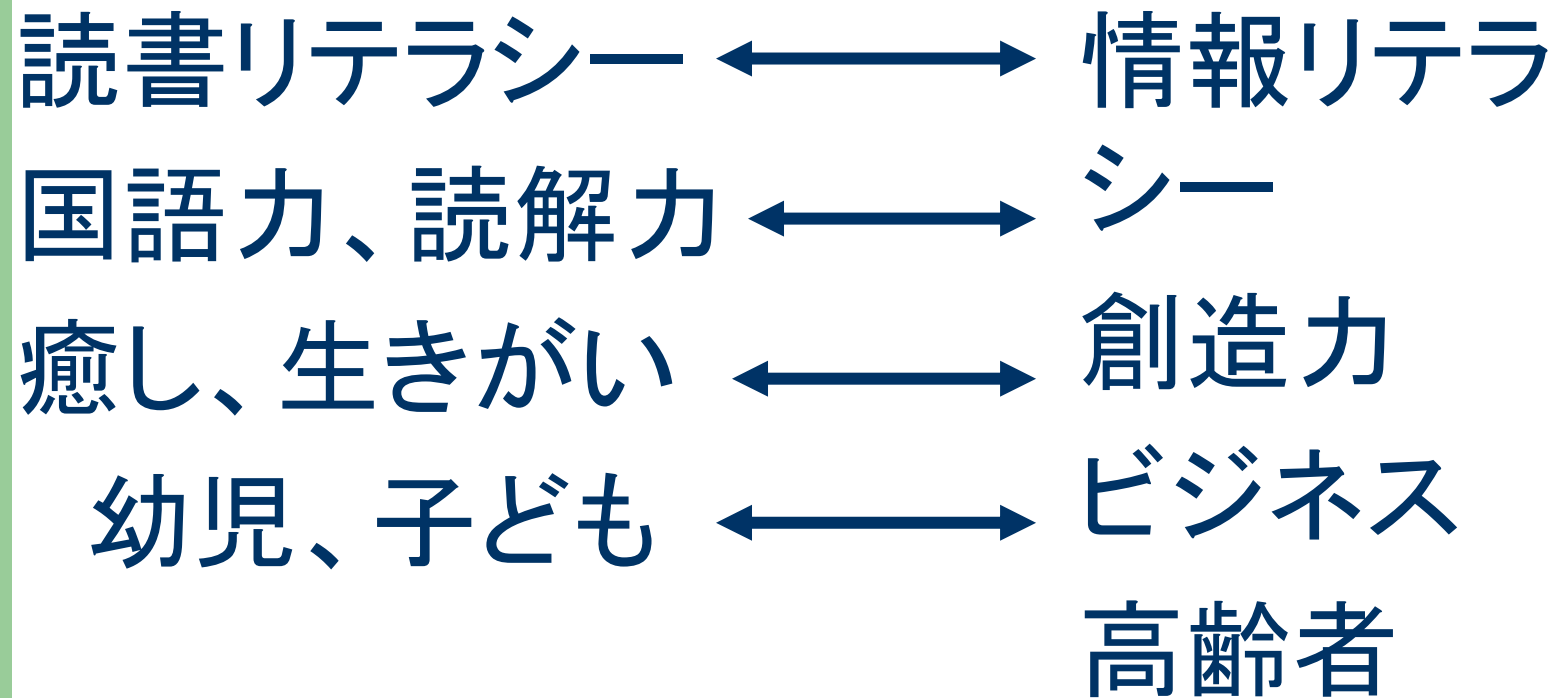 読書リテラシー
国語力、読解力
癒し、生きがい
幼児、子ども
情報リテラ
シー
創造力
ビジネス
高齢者